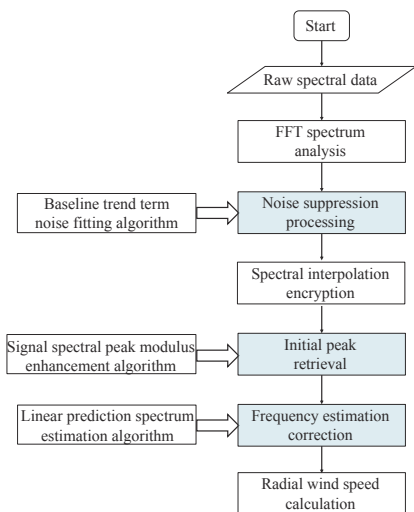 Start
Raw spectral data
FFT spectrum
analysis
Baseline trend term
noise fitting algorithm
Noise suppression
processing
Spectral interpolation
encryption
Signal spectral peak modulus
enhancement algorithm
Initial peak
retrieval
Linear prediction spectrum
estimation algorithm
Frequency estimation
correction
Radial wind speed
calculation